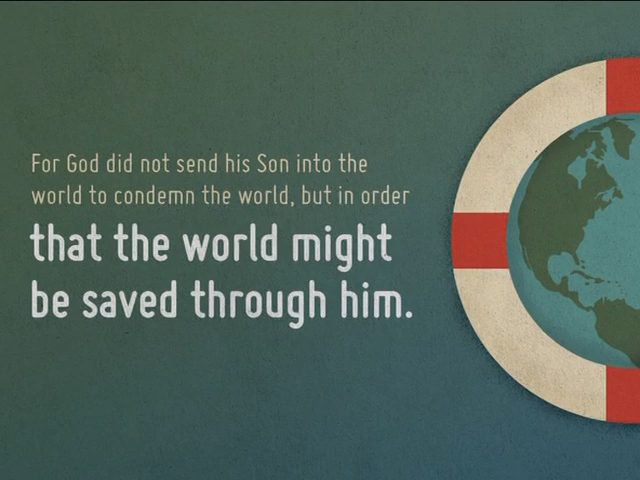 For God did not send his Son into the
world to condemn the world, but in order
that the world might
be saved through him.